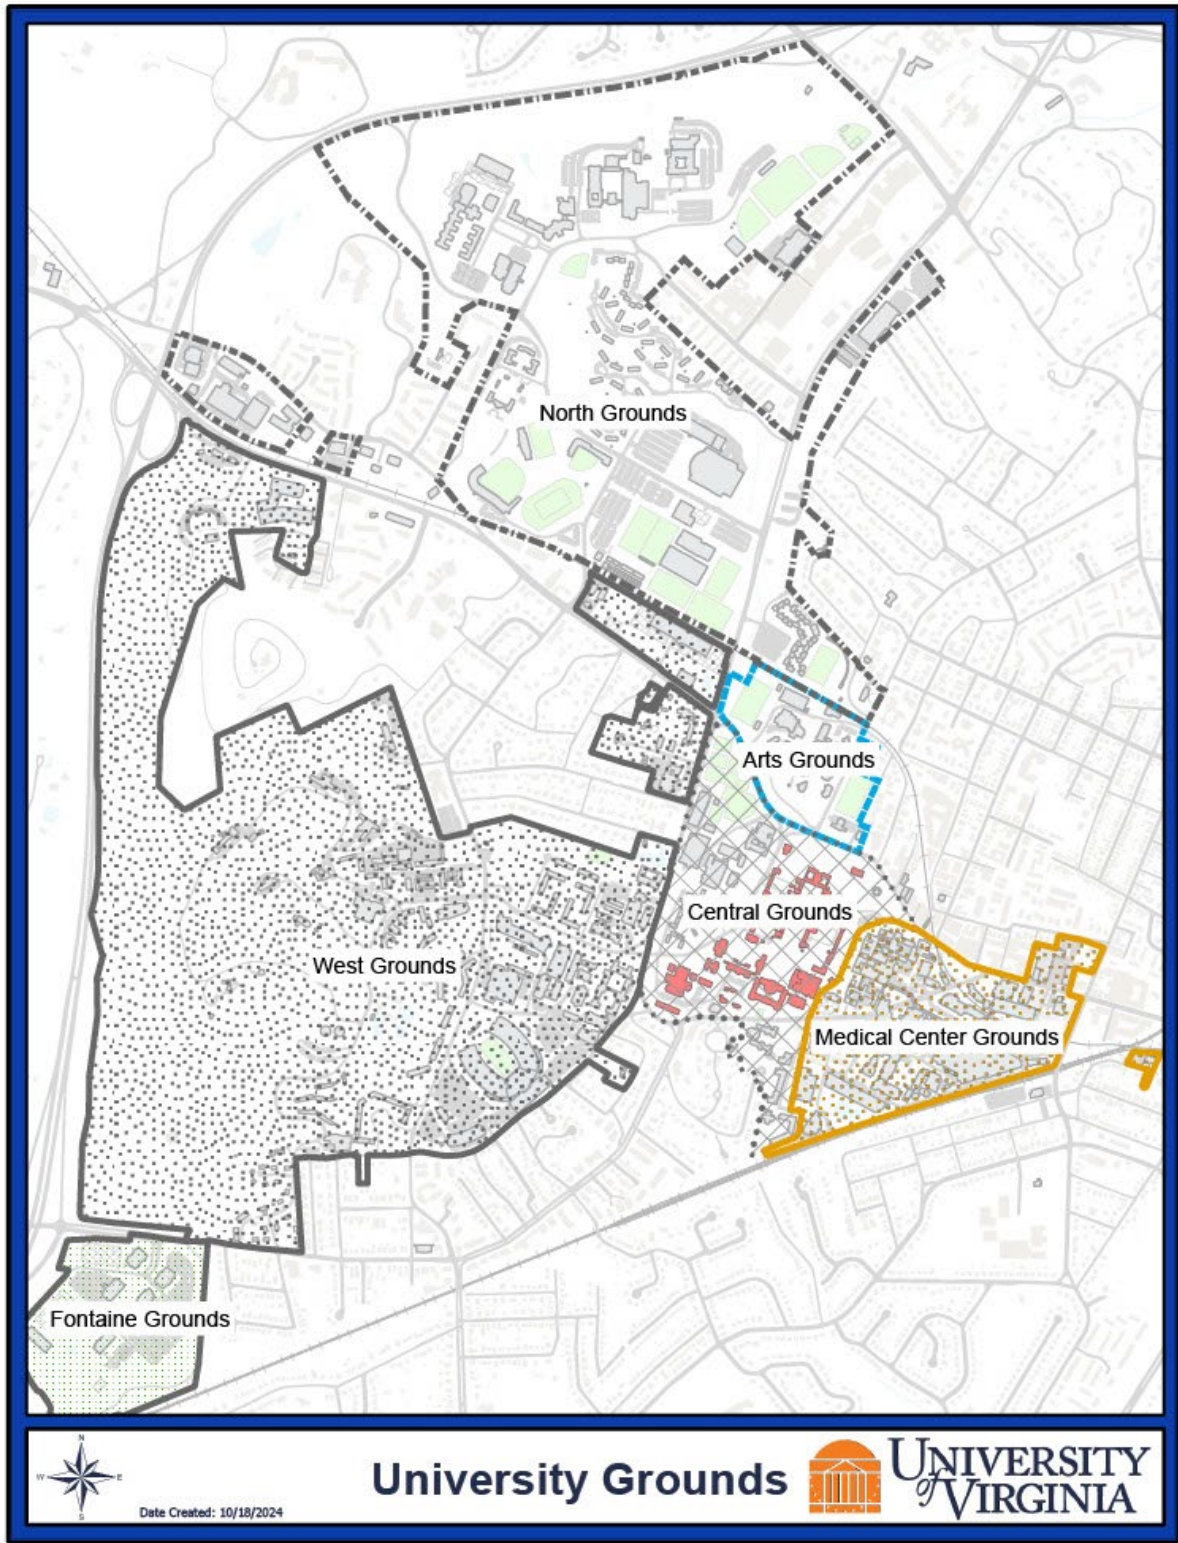 North Grounds
Arts Grounds
Central Grounds
West Grounds
Medical Center Grounds
Fontaine Grounds
N
W E
S
Date Created: 10/18/2024
University Grounds
UNIVERSITY
of VIRGINIA